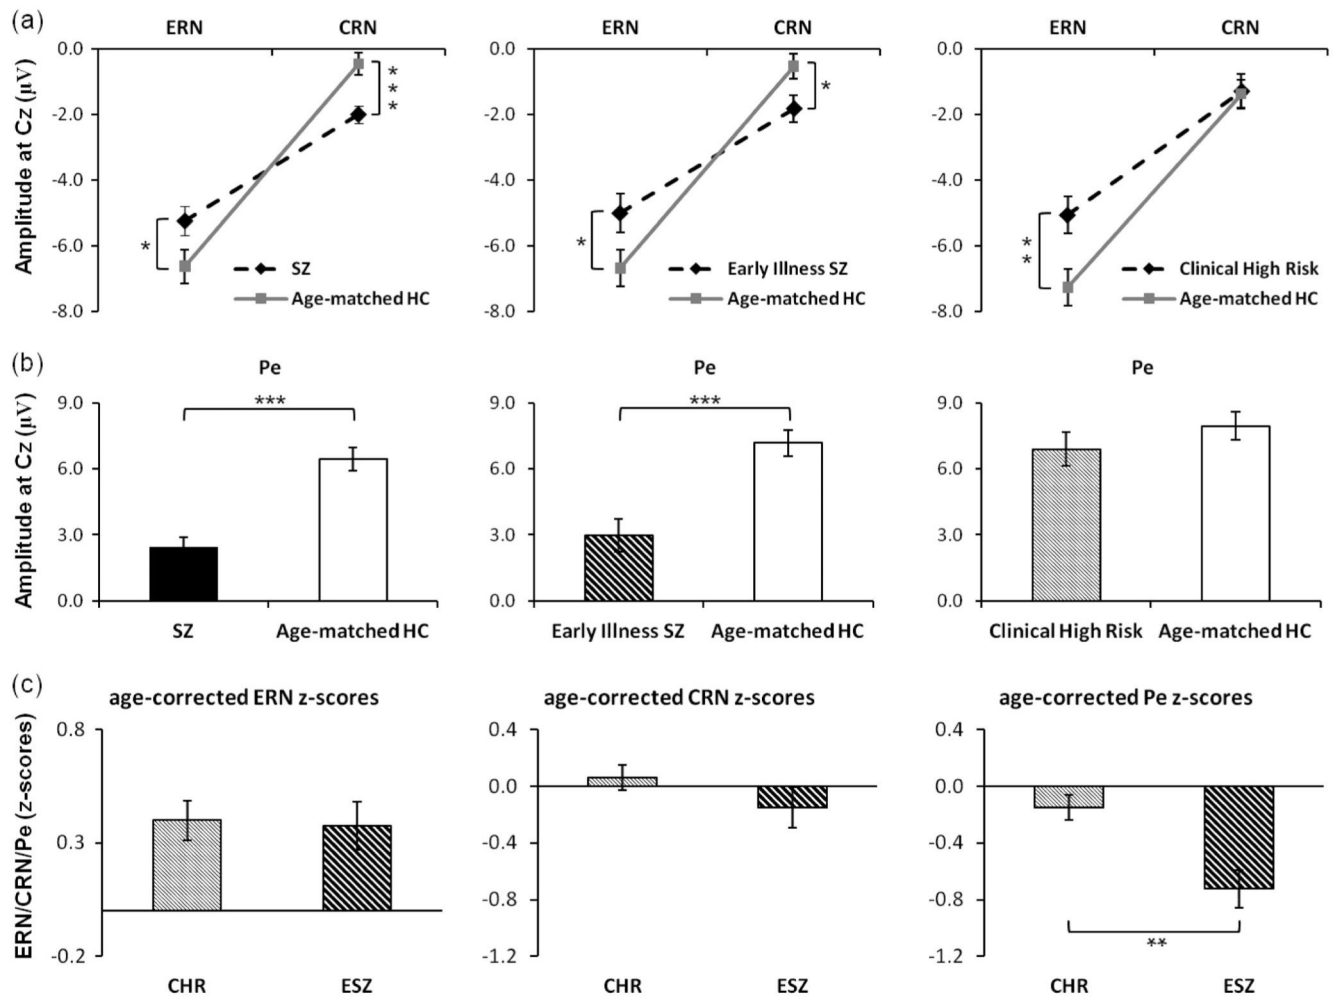 (a)
ERN CRN
ERN CRN
ERN CRN
Amplitude at Cz (µV)
0.0
-2.0
-4.0
-6.0
-8.0
***
*
SZ
Age-matched HC
0.0
-2.0
-4.0
-6.0
-8.0
*
*
Early Illness SZ
Age-matched HC
0.0
-2.0
-4.0
-6.0
-8.0
**
Clinical High Risk
Age-matched HC
(b)
Pe
Pe
Pe
Amplitude at Cz (µV)
9.0
6.0
3.0
0.0
***
SZ Age-matched HC
9.0
6.0
3.0
0.0
***
Early Illness SZ Age-matched HC
9.0
6.0
3.0
0.0
Clinical High Risk Age-matched HC
(c)
age-corrected ERN z-scores
age-corrected CRN z-scores
age-corrected Pe z-scores
ERN/CRN/Pe (z-scores)
0.8
0.3
-0.2
CHR ESZ
0.4
0.0
-0.4
-0.8
-1.2
CHR ESZ
0.4
0.0
-0.4
-0.8
-1.2
**
CHR ESZ